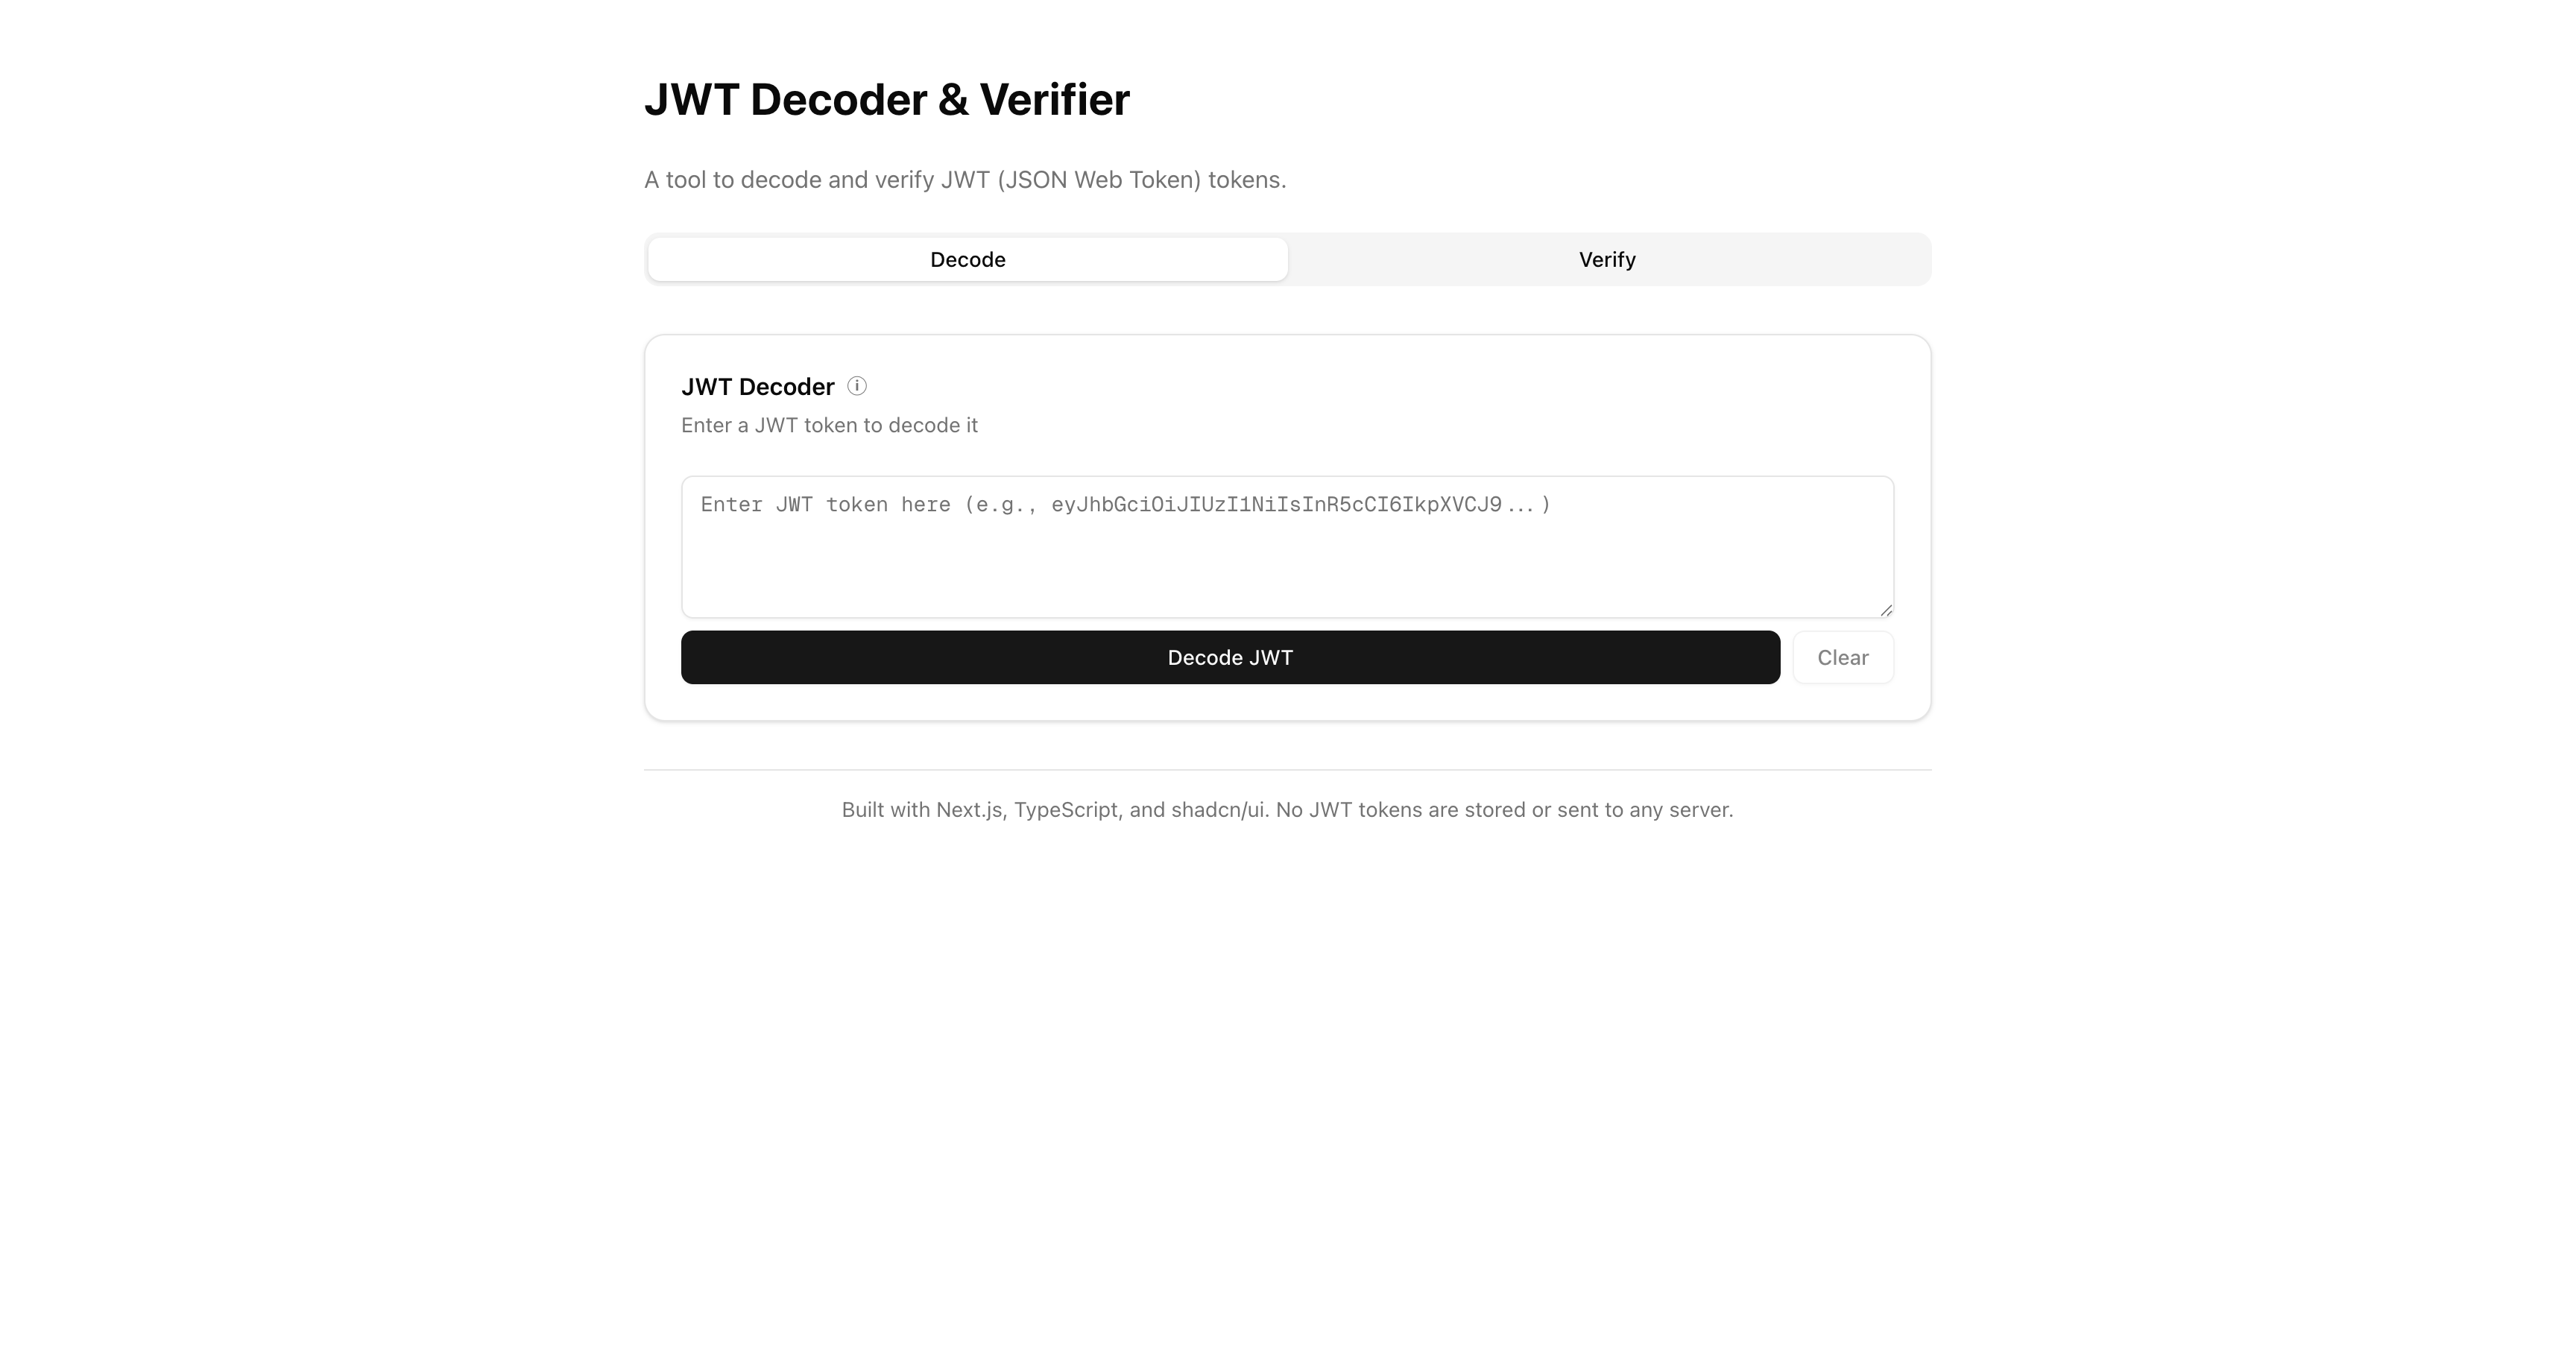 JWT Decoder & Verifier
A tool to decode and verify JWT (JSON Web Token) tokens.
Decode
Verify
JWT Decoder
Enter a JWT token to decode it
Enter JWT token here (e.g., eyJhbGciOiJIUzI1NiIsInR5cCI6IkpXVCJ9...)
Decode JWT
Clear
Built with Next.js, TypeScript, and shadcn/ui. No JWT tokens are stored or sent to any server.